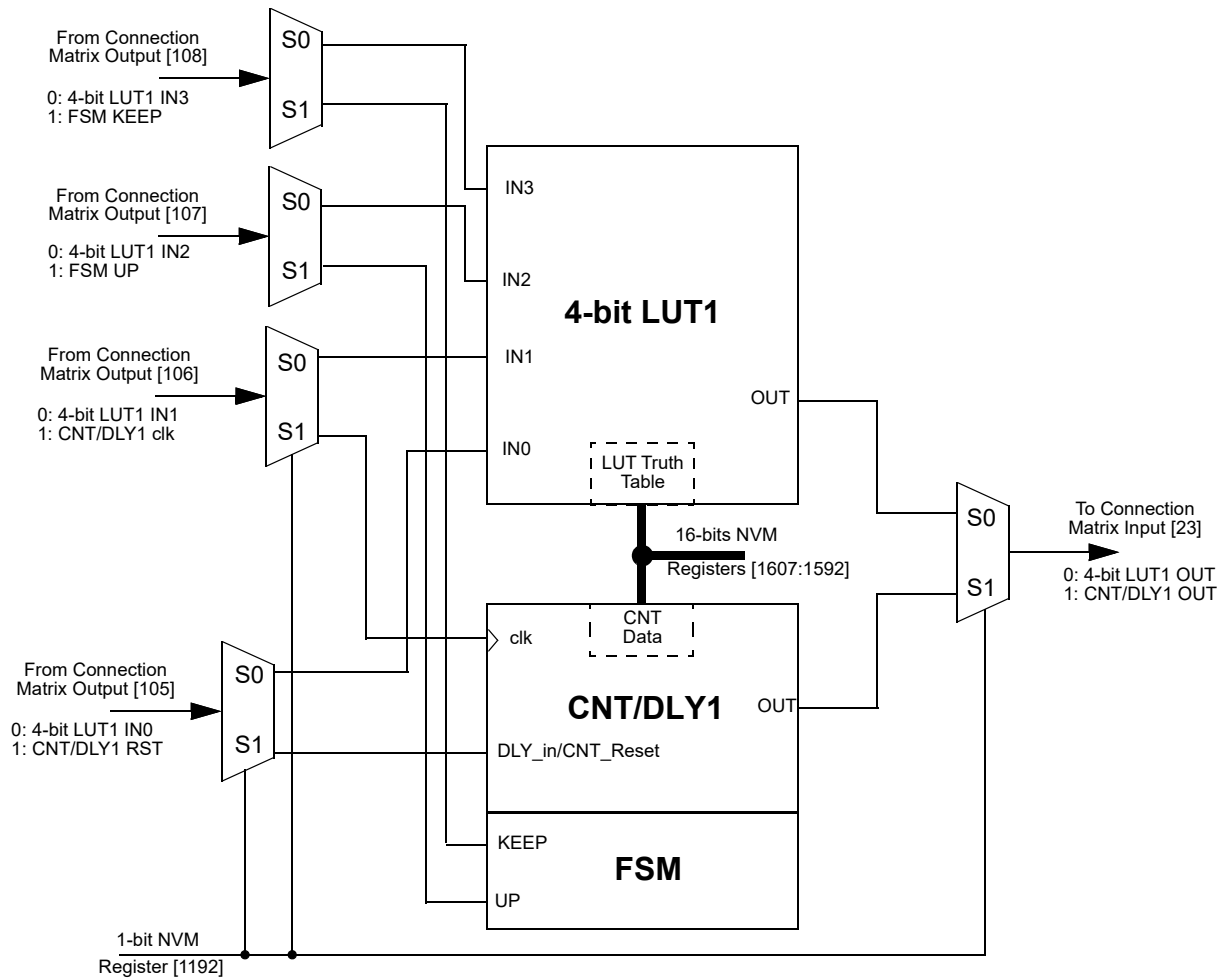 From Connection
Matrix Output [108]
0: 4-bit LUT1 IN3
1: FSM KEEP
S0
S1
From Connection
Matrix Output [107]
0: 4-bit LUT1 IN2
1: FSM UP
S0
S1
From Connection
Matrix Output [106]
0: 4-bit LUT1 IN1
1: CNT/DLY1 clk
S0
S1
From Connection
Matrix Output [105]
0: 4-bit LUT1 IN0
1: CNT/DLY1 RST
S0
S1
IN3
IN2
IN1
IN0
4-bit LUT1
OUT
LUT Truth
Table
16-bits NVM
Registers [1607:1592]
CNT
Data
clk
CNT/DLY1
OUT
DLY_in/CNT_Reset
KEEP
UP
FSM
S0
S1
To Connection
Matrix Input [23]
0: 4-bit LUT1 OUT
1: CNT/DLY1 OUT
1-bit NVM
Register [1192]